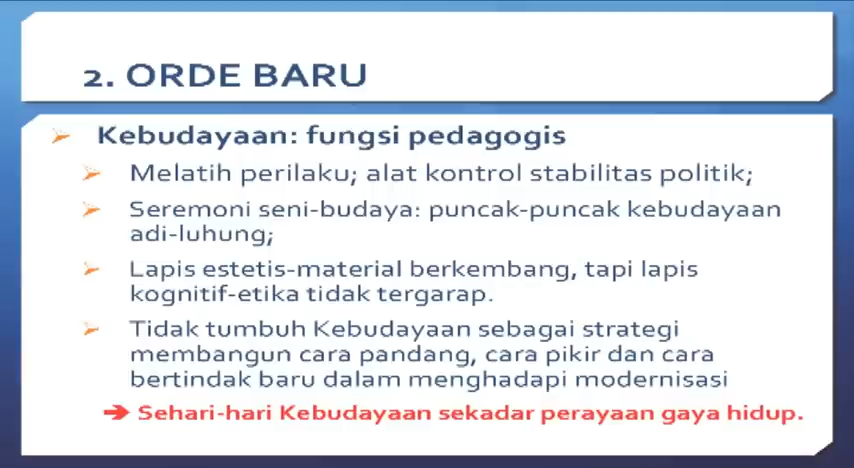 2. ORDE BARU
Kebudayaan: fungsi pedagogis
Melatih perilaku; alat kontrol stabilitas politik;
Seremoni seni-budaya: puncak-puncak kebudayaan
adi-luhung;
Lapis estetis-material berkembang, tapi lapis
kognitif-etika tidak tergarap.
Tidak tumbuh Kebudayaan sebagai strategi
membangun cara pandang, cara pikir dan cara
bertindak baru dalam menghadapi modernisasi
➔ Sehari-hari Kebudayaan sekadar perayaan gaya hidup.